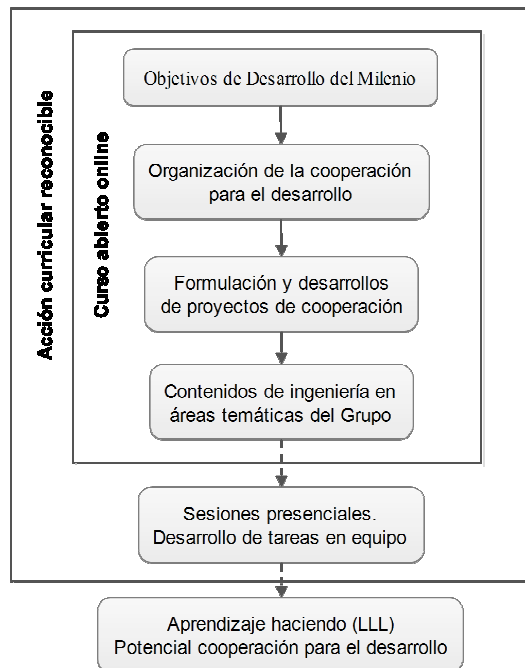 Acción curricular reconocible
Curso abierto online
Objetivos de Desarrollo del Milenio
Organización de la cooperación
para el desarrollo
Formulación y desarrollos
de proyectos de cooperación
Contenidos de ingeniería en
áreas temáticas del Grupo
Sesiones presenciales.
Desarrollo de tareas en equipo
Aprendizaje haciendo (LLL)
Potencial cooperación para el desarrollo